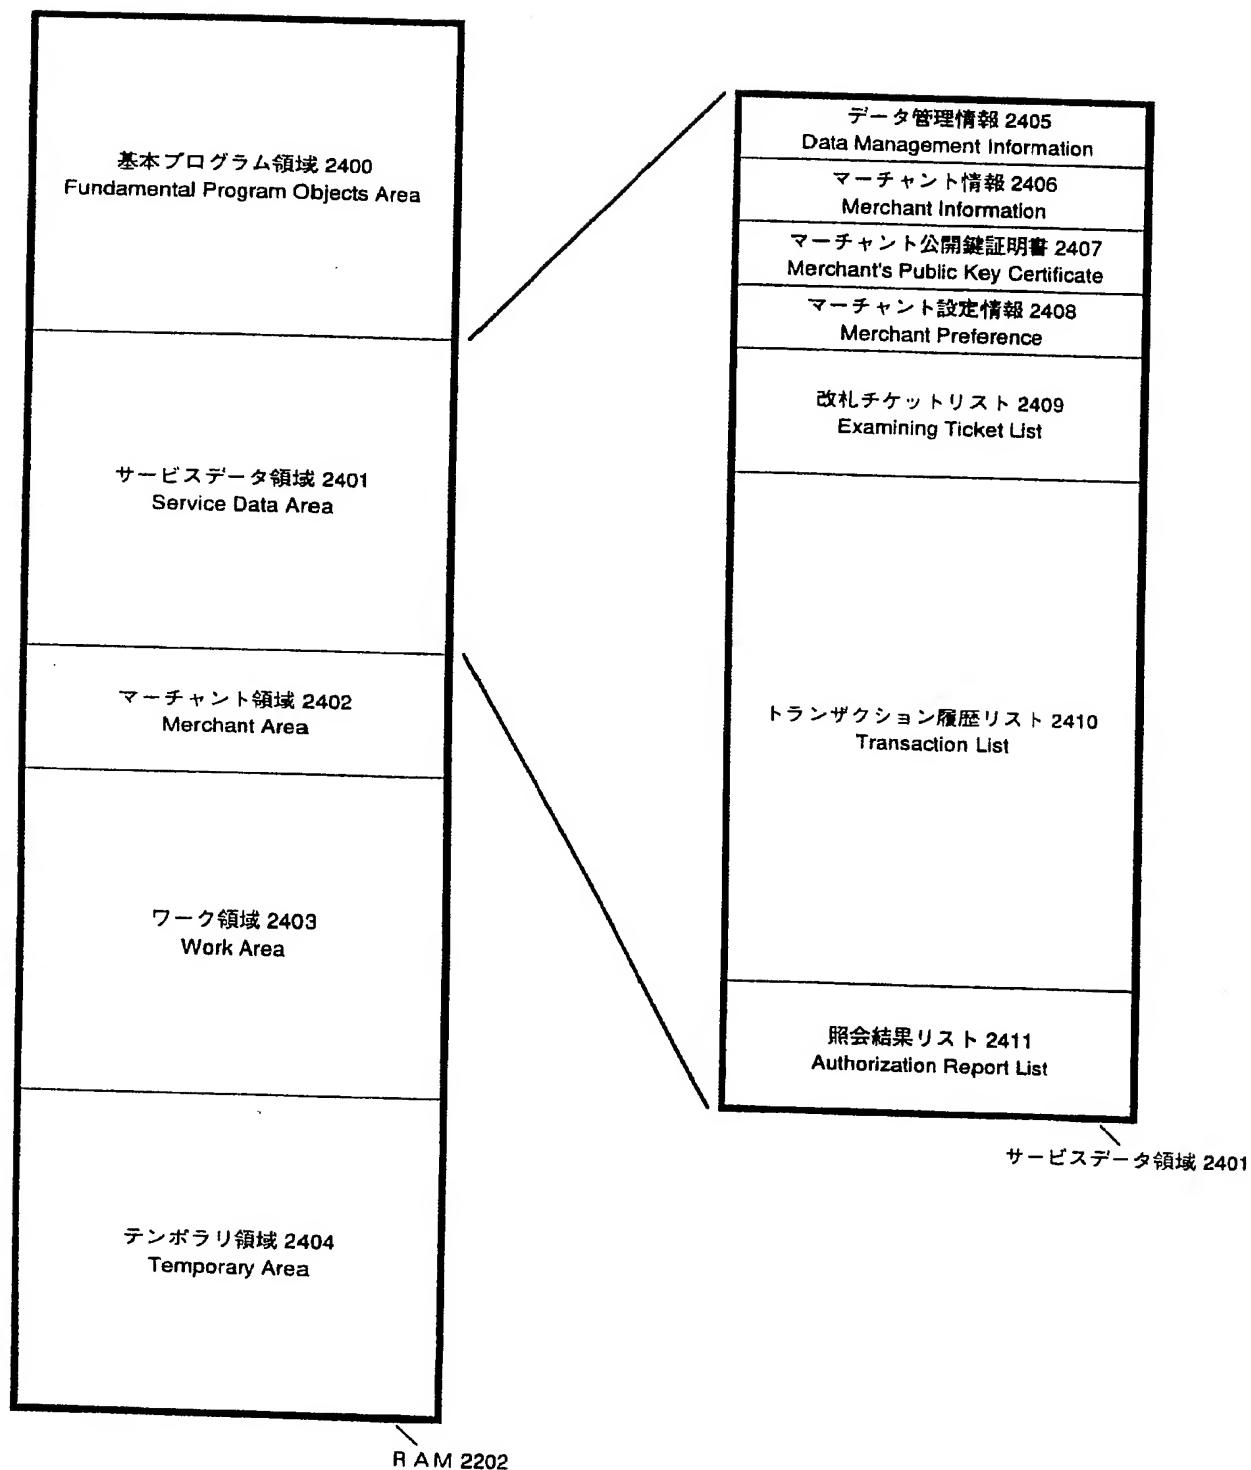 基本プログラム領域 2400
Fundamental Program Objects Area
サービスデータ領域 2401
Service Data Area
マーチャント領域 2402
Merchant Area
ワーク領域 2403
Work Area
テンポラリ領域 2404
Temporary Area
RAM 2202
データ管理情報 2405
Data Management Information
マーチャント情報 2406
Merchant Information
マーチャント公開鍵証明書 2407
Merchant's Public Key Certificate
マーチャント設定情報 2408
Merchant Preference
改札チケットリスト 2409
Examining Ticket List
トランザクション履歴リスト 2410
Transaction List
照会結果リスト 2411
Authorization Report List
サービスデータ領域 2401